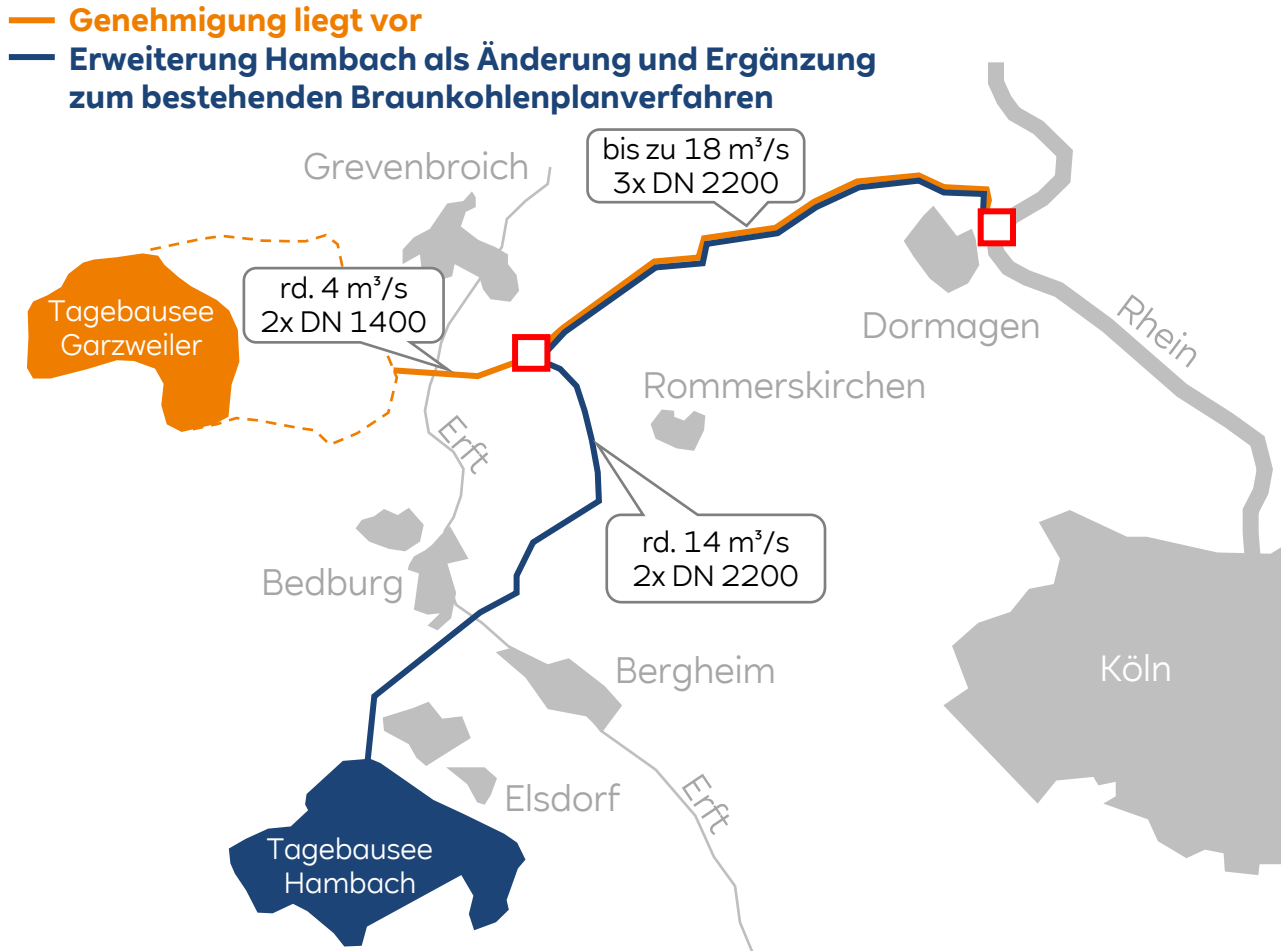 Genehmigung liegt vor
Erweiterung Hambach als Änderung und Ergänzung
zum bestehenden Braunkohlenplanverfahren
Grevenbroich
bis zu 18 m³/s
3x DN 2200
rd. 4 m³/s
2x DN 1400
Tagebausee
Garzweiler
Dormagen
Rhein
Rommerskirchen
Erft
rd. 14 m³/s
2x DN 2200
Bedburg
Bergheim
Köln
Elsdorf
Erft
Tagebausee
Hambach